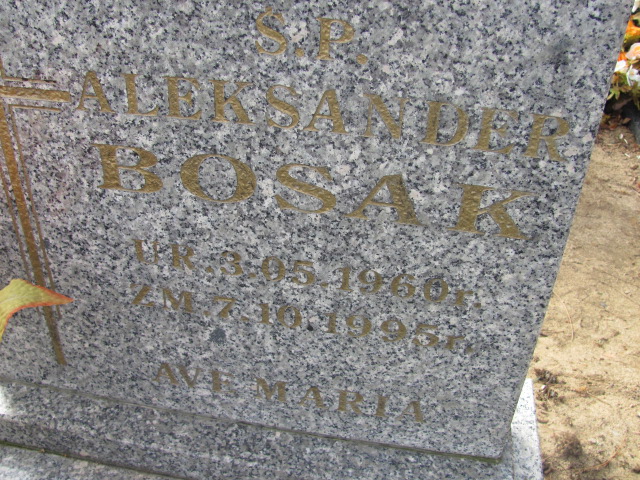 Ś.P.
ALEKSANDER
BOSAK
UR.3.05.1960r.
ZM.7.10.1995r.
AVE MARIA